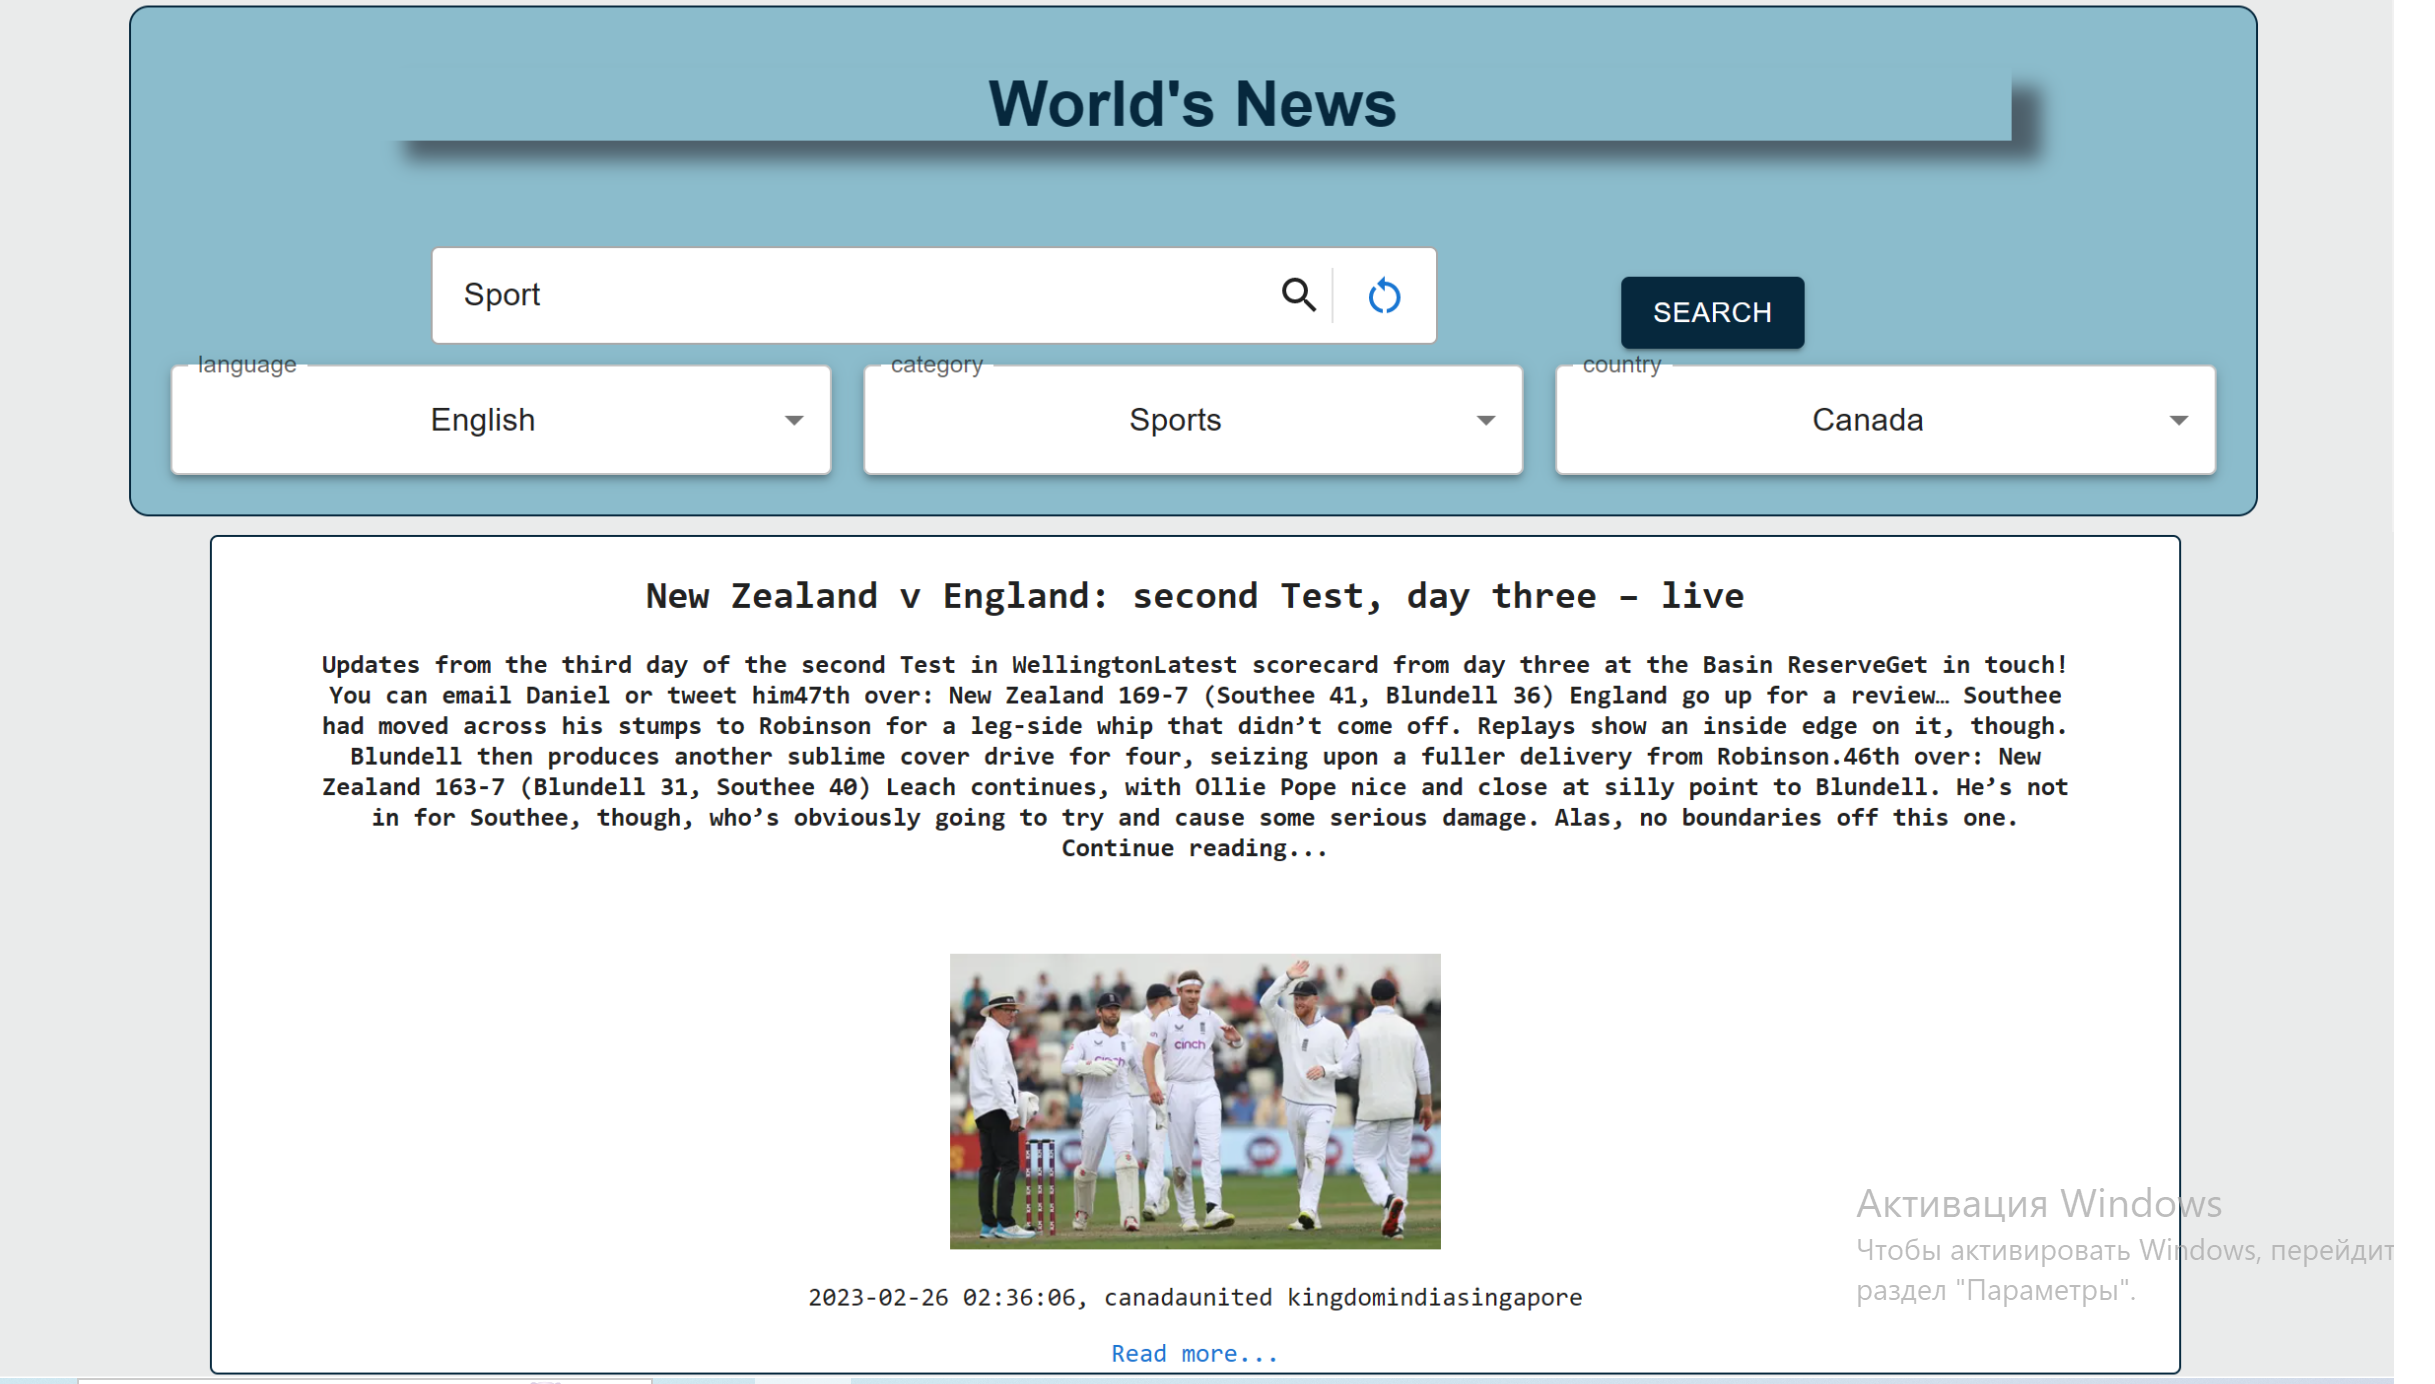 World's News
Sport
SEARCH
language
category
country
English
Sports
Canada
New Zealand v England: second Test, day three – live
Updates from the third day of the second Test in WellingtonLatest scorecard from day three at the Basin ReserveGet in touch!
You can email Daniel or tweet him47th over: New Zealand 169-7 (Southee 41, Blundell 36) England go up for a review… Southee
had moved across his stumps to Robinson for a leg-side whip that didn’t come off. Replays show an inside edge on it, though.
Blundell then produces another sublime cover drive for four, seizing upon a fuller delivery from Robinson.46th over: New
Zealand 163-7 (Blundell 31, Southee 40) Leach continues, with Ollie Pope nice and close at silly point to Blundell. He’s not
in for Southee, though, who’s obviously going to try and cause some serious damage. Alas, no boundaries off this one.
Continue reading...
cinch
cinch
2023-02-26 02:36:06, canadaunited kingdomindiasingapore
Read more...
Активация Windows
Чтобы активировать Windows, перейдит
раздел "Параметры".